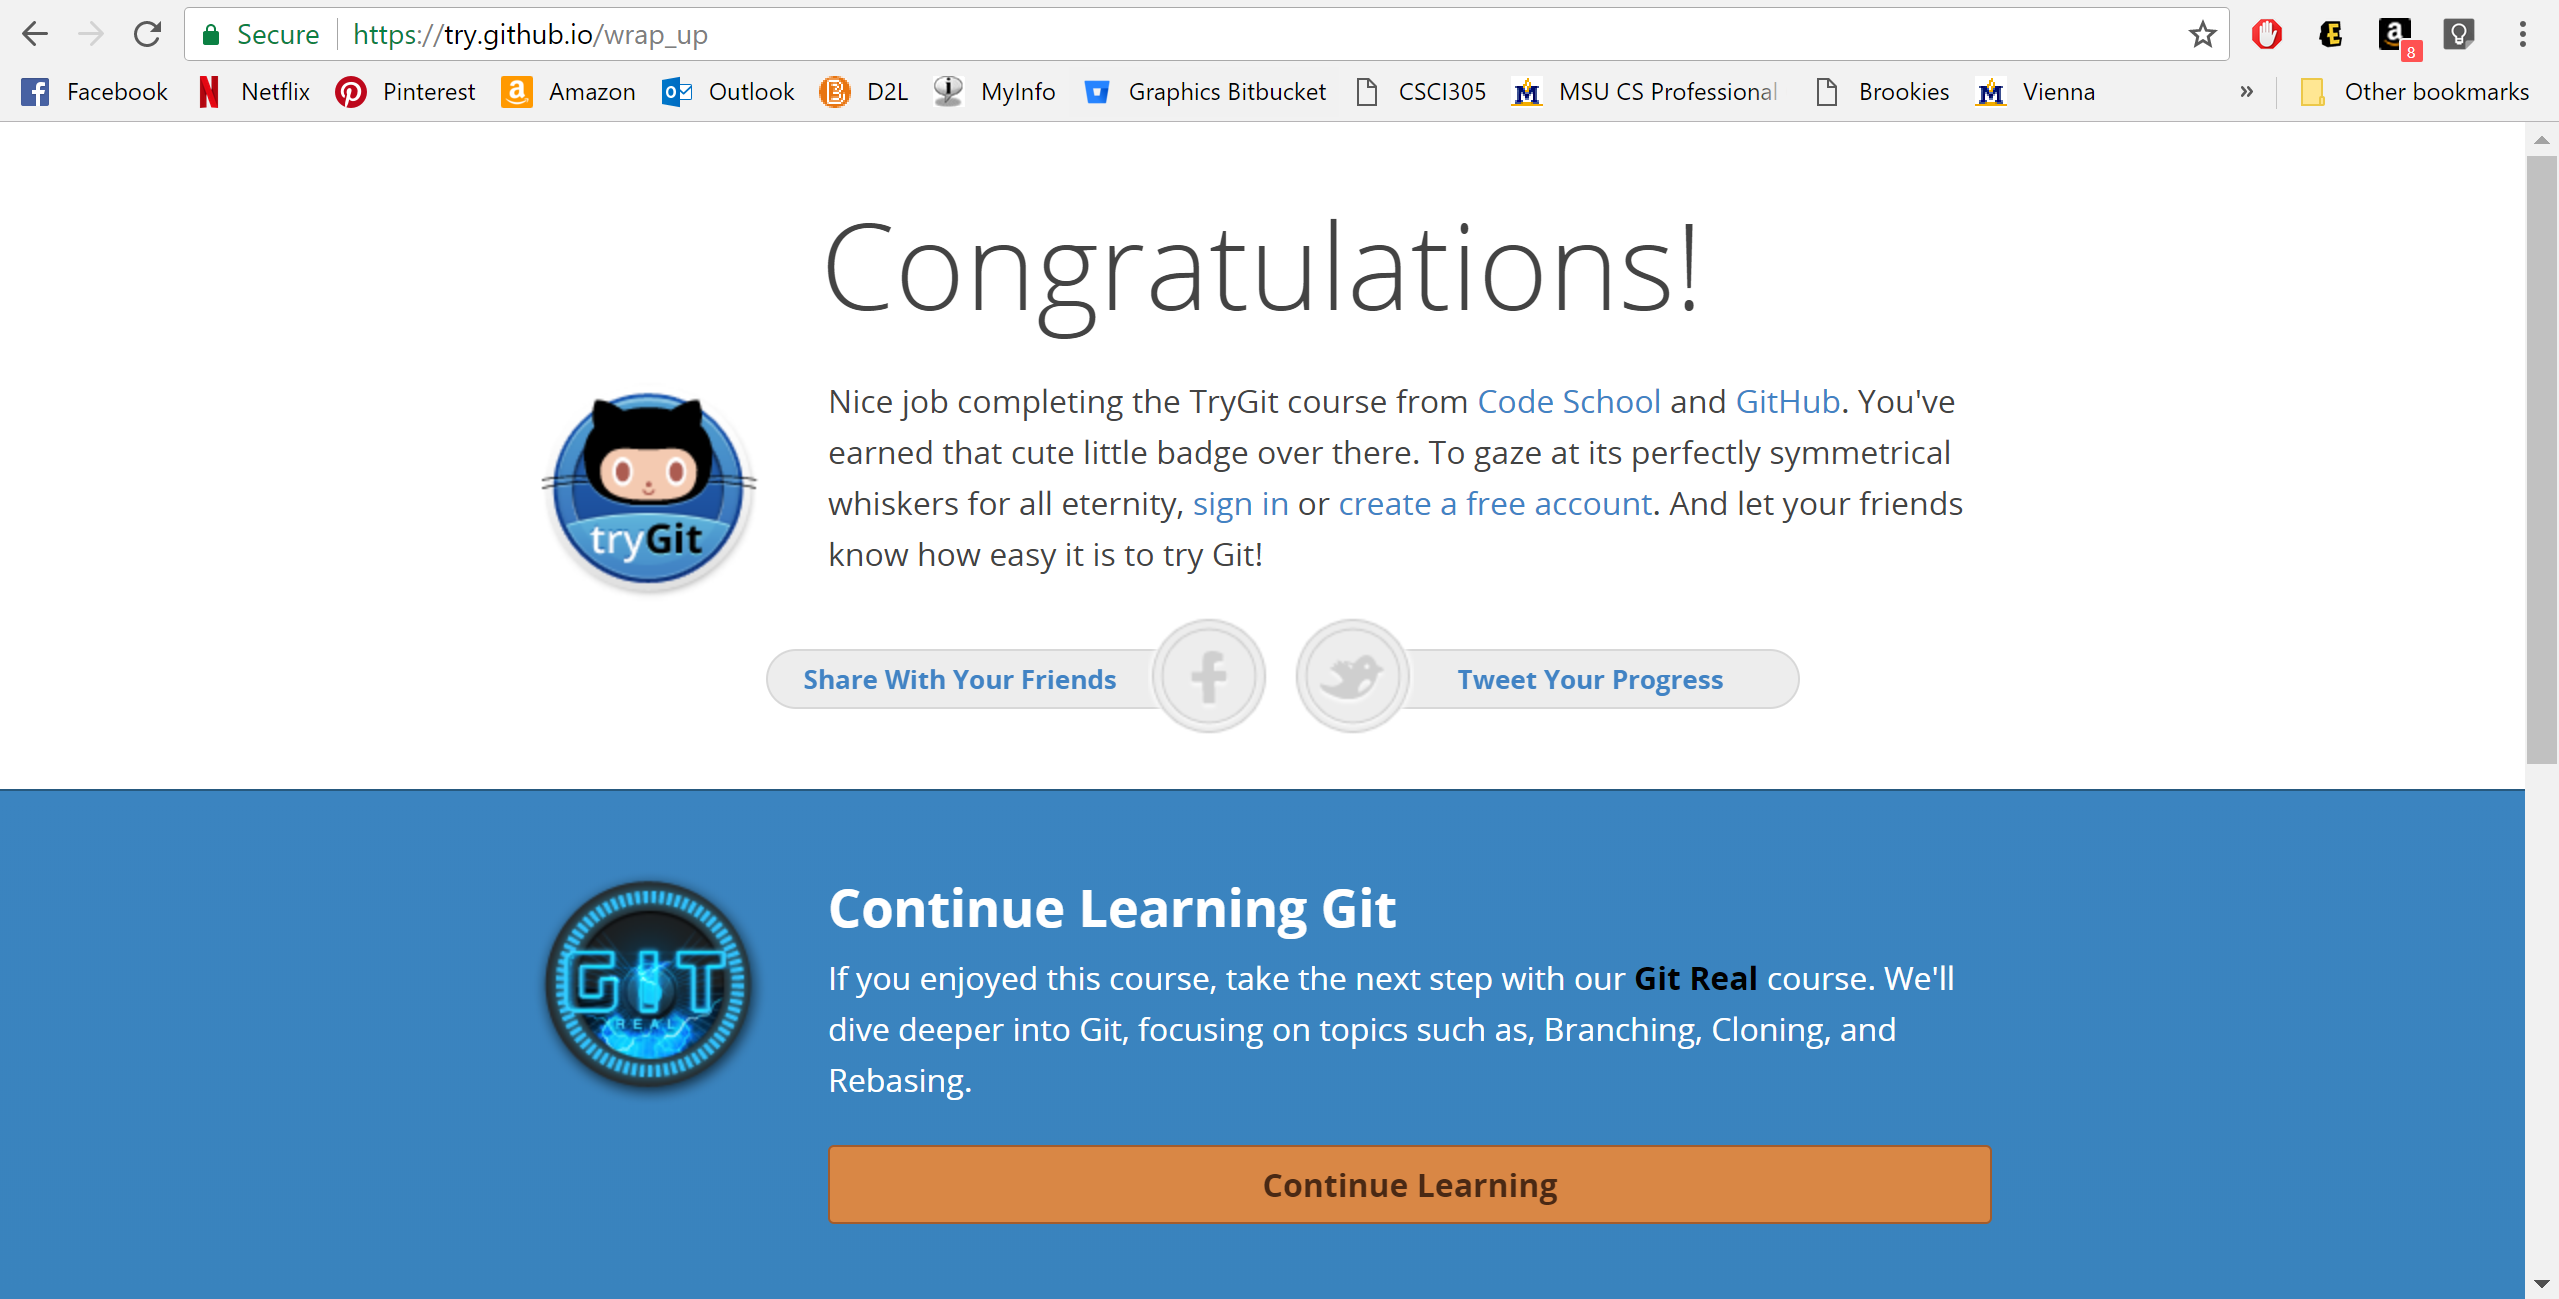 Secure https://try.github.io/wrap_up
8
Facebook Netflix Pinterest Amazon Outlook D2L MyInfo Graphics Bitbucket CSCI305 MSU CS Professional Brookies Vienna » Other bookmarks
Congratulations!
Nice job completing the TryGit course from Code School and GitHub. You've
earned that cute little badge over there. To gaze at its perfectly symmetrical
whiskers for all eternity, sign in or create a free account. And let your friends
know how easy it is to try Git!
tryGit
Share With Your Friends
Tweet Your Progress
Continue Learning Git
If you enjoyed this course, take the next step with our Git Real course. We'll
dive deeper into Git, focusing on topics such as, Branching, Cloning, and
Rebasing.
GIT
REAL
Continue Learning